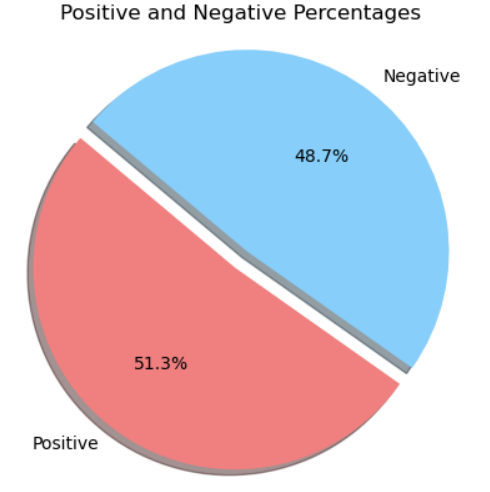 Positive and Negative Percentages
Negative
48.7%
51.3%
Positive